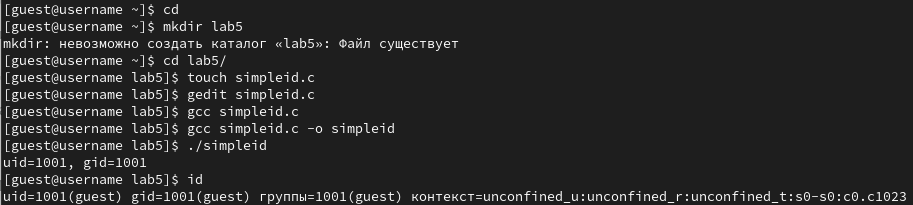 [guest@username ~]$ cd
[guest@username ~]$ mkdir lab5
mkdir: невозможно создать каталог «lab5»: Файл существует
[guest@username ~]$ cd lab5/
[guest@username lab5]$ touch simpleid.c
[guest@username lab5]$ gedit simpleid.c
[guest@username lab5]$ gcc simpleid.c
[guest@username lab5]$ gcc simpleid.c -o simpleid
[guest@username lab5]$ ./simpleid
uid=1001, gid=1001
[guest@username lab5]$ id
uid=1001(guest) gid=1001(guest) группы=1001(guest) контекст=unconfined_u:unconfined_r:unconfined_t:s0-s0:c0.c1023